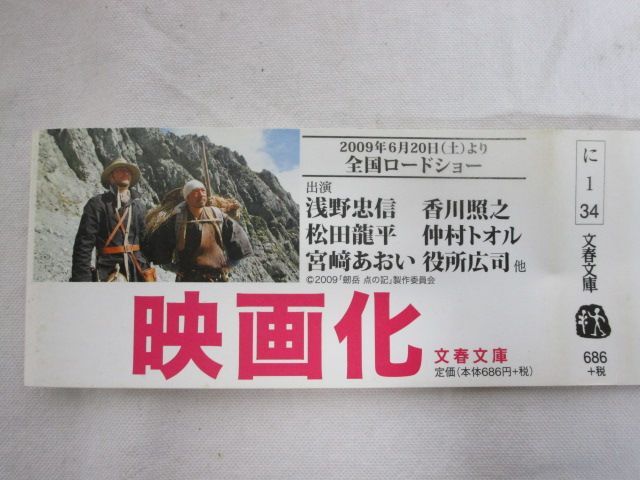 2009年6月20日(土)より
全国ロードショー
出演
浅野忠信 香川照之
松田龍平 仲村トオル
宮﨑あおい 役所広司 他
©2009「劔岳 点の記」製作委員会
映画化
文春文庫
定価(本体686円+税)
に
1
34
文春文庫
686
+税